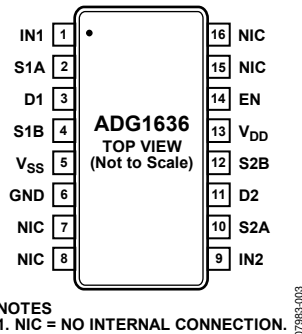 IN1 1
S1A 2
D1 3
S1B 4
VSS 5
GND 6
NIC 7
NIC 8
ADG1636
TOP VIEW
(Not to Scale)
16 NIC
15 NIC
14 EN
13 VDD
12 S2B
11 D2
10 S2A
9 IN2
NOTES
1. NIC = NO INTERNAL CONNECTION.
07983-003